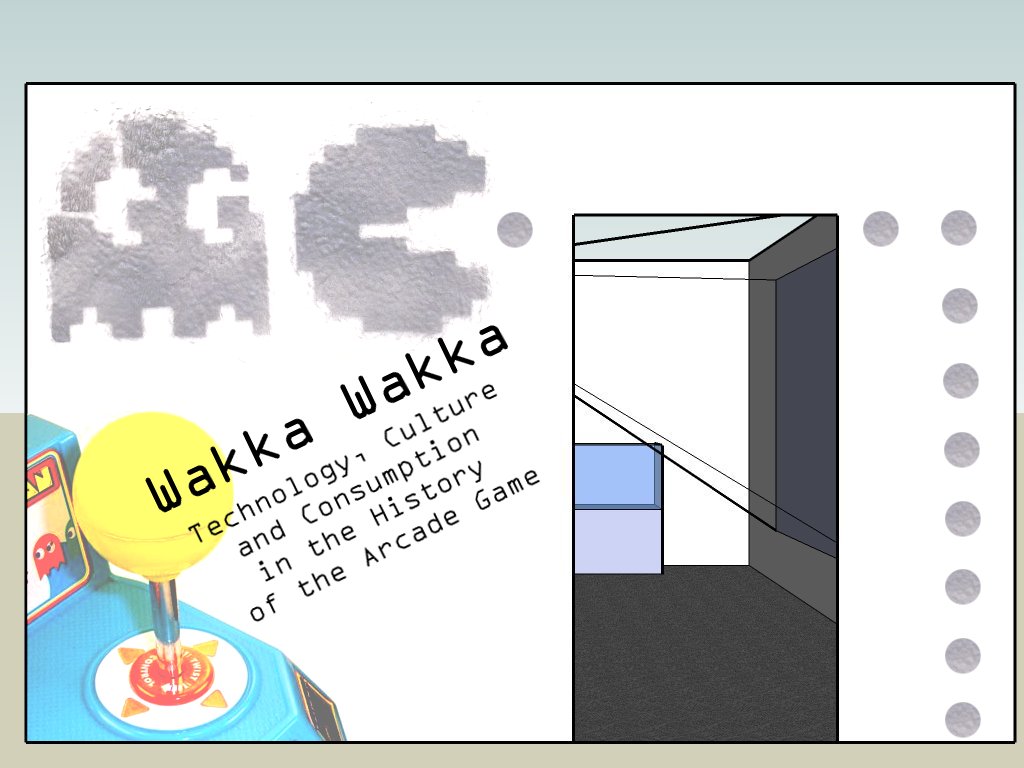 Wakka Wakka
Technology, Culture
and Consumption
in the History
of the Arcade Game